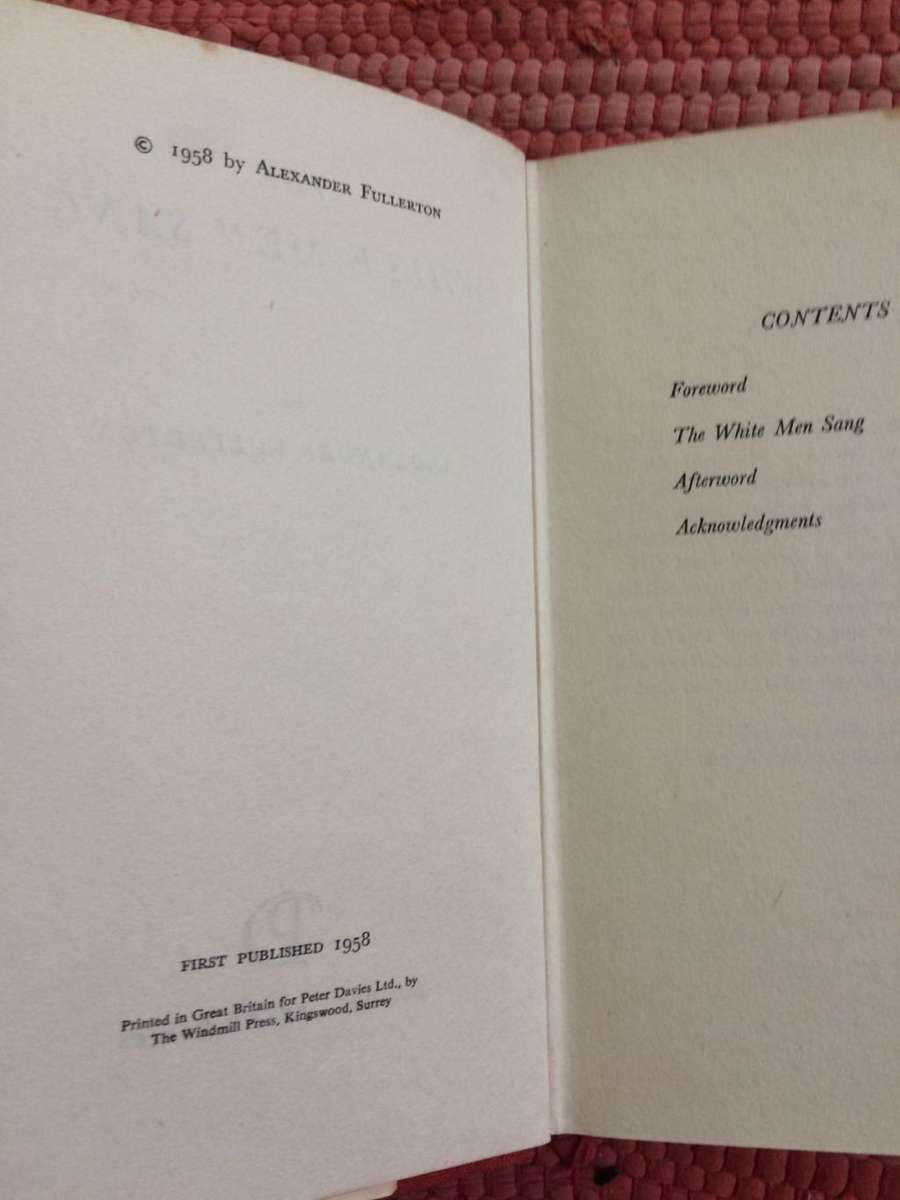 © 1958 by ALEXANDER FULLERTON
FIRST PUBLISHED 1958
Printed in Great Britain for Peter Davies Ltd., by
The Windmill Press, Kingswood, Surrey
CONTENTS
Foreword
The White Men Sang
Afterword
Acknowledgments